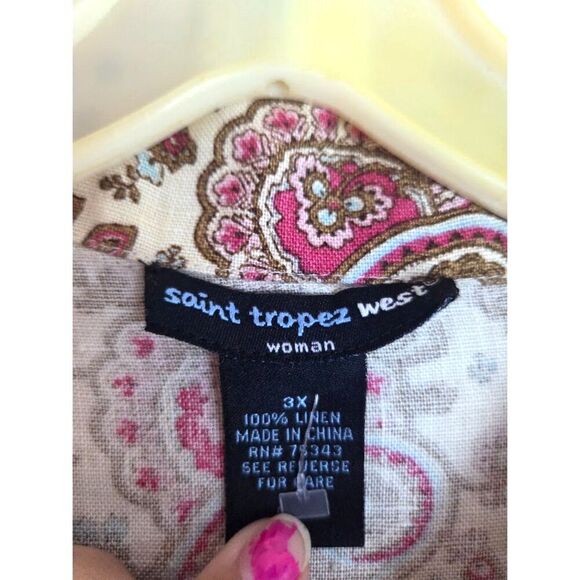 saint tropez west
woman
3X
100% LINEN
MADE IN CHINA
RN# 75343
SEE REVERSE
FOR CARE